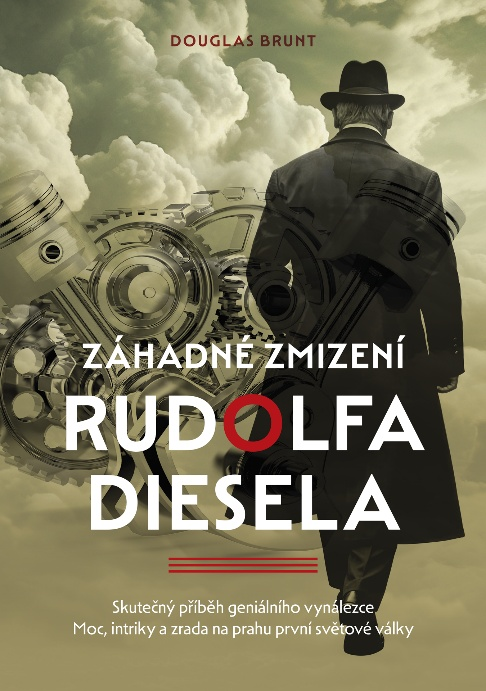 DOUGLAS BRUNT
ZÁHADNÉ ZMIZENÍ
RUDOLFA
DIESELA
Skutečný příběh geniálního vynálezce
Moc, intriky a zrada na prahu první světové války